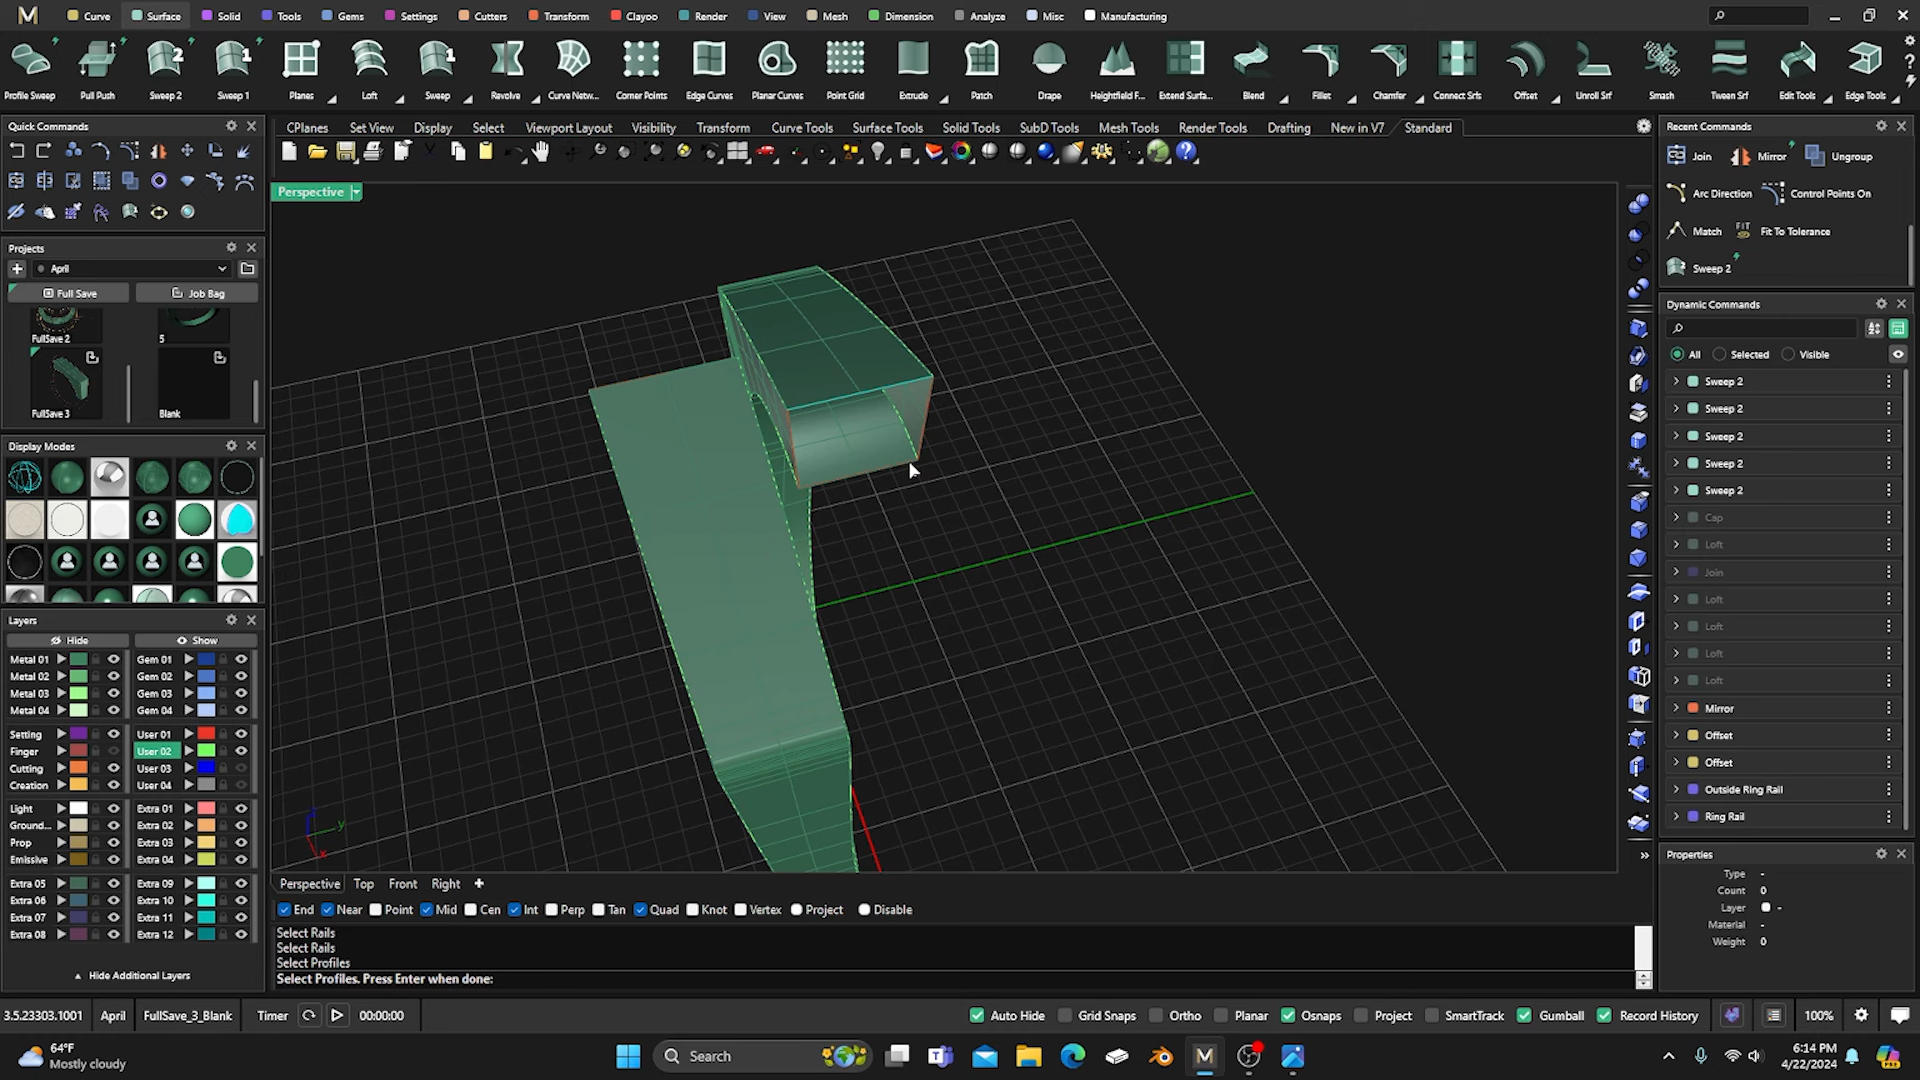 Curve Surface Solid Tools Gems Settings Cutters Transform Clayoo Render View Mesh Dimension Analyze Misc Manufacturing
Profile Sweep Pull Push Sweep 2 Sweep 1 Planes Loft Sweep Revolve Curve Netw... Corner Points Edge Curves Planar Curves Point Grid Extrude Patch Drape Heightfield F... Extend Surfa... Blend Fillet Chamfer Connect Srfs Offset Unroll Srf Smash Tween Srf Edit Tools Edge Tools
Quick Commands
CPlanes Set View Display Select Viewport Layout Visibility Transform Curve Tools Surface Tools Solid Tools SubD Tools Mesh Tools Render Tools Drafting New in V7 Standard
Recent Commands
Join Mirror Ungroup
Arc Direction Control Points On
Match FIT Fit To Tolerance
Sweep 2
Perspective
Projects
April
Full Save Job Bag
FullSave 2 5
FullSave 3 Blank
Display Modes
Layers
Hide Show
Metal 01 Gem 01
Metal 02 Gem 02
Metal 03 Gem 03
Metal 04 Gem 04
Setting User 01
Finger User 02
Cutting User 03
Creation User 04
Light Extra 01
Ground... Extra 02
Prop Extra 03
Emissive Extra 04
Extra 05 Extra 09
Extra 06 Extra 10
Extra 07 Extra 11
Extra 08 Extra 12
Hide Additional Layers
z y x
Dynamic Commands
All Selected Visible
Sweep 2
Sweep 2
Sweep 2
Sweep 2
Sweep 2
Cap
Loft
Join
Loft
Loft
Loft
Loft
Mirror
Offset
Offset
Outside Ring Rail
Ring Rail
Properties
Type -
Count 0
Layer -
Material -
Weight 0
Perspective Top Front Right
End Near Point Mid Cen Int Perp Tan Quad Knot Vertex Project Disable
Select Rails
Select Rails
Select Profiles
Select Profiles. Press Enter when done:
3.5.23303.1001 April FullSave_3_Blank Timer 00:00:00 Auto Hide Grid Snaps Ortho Planar Osnaps Project SmartTrack Gumball Record History 100%
64°F
Mostly cloudy
Search
6:14 PM
4/22/2024